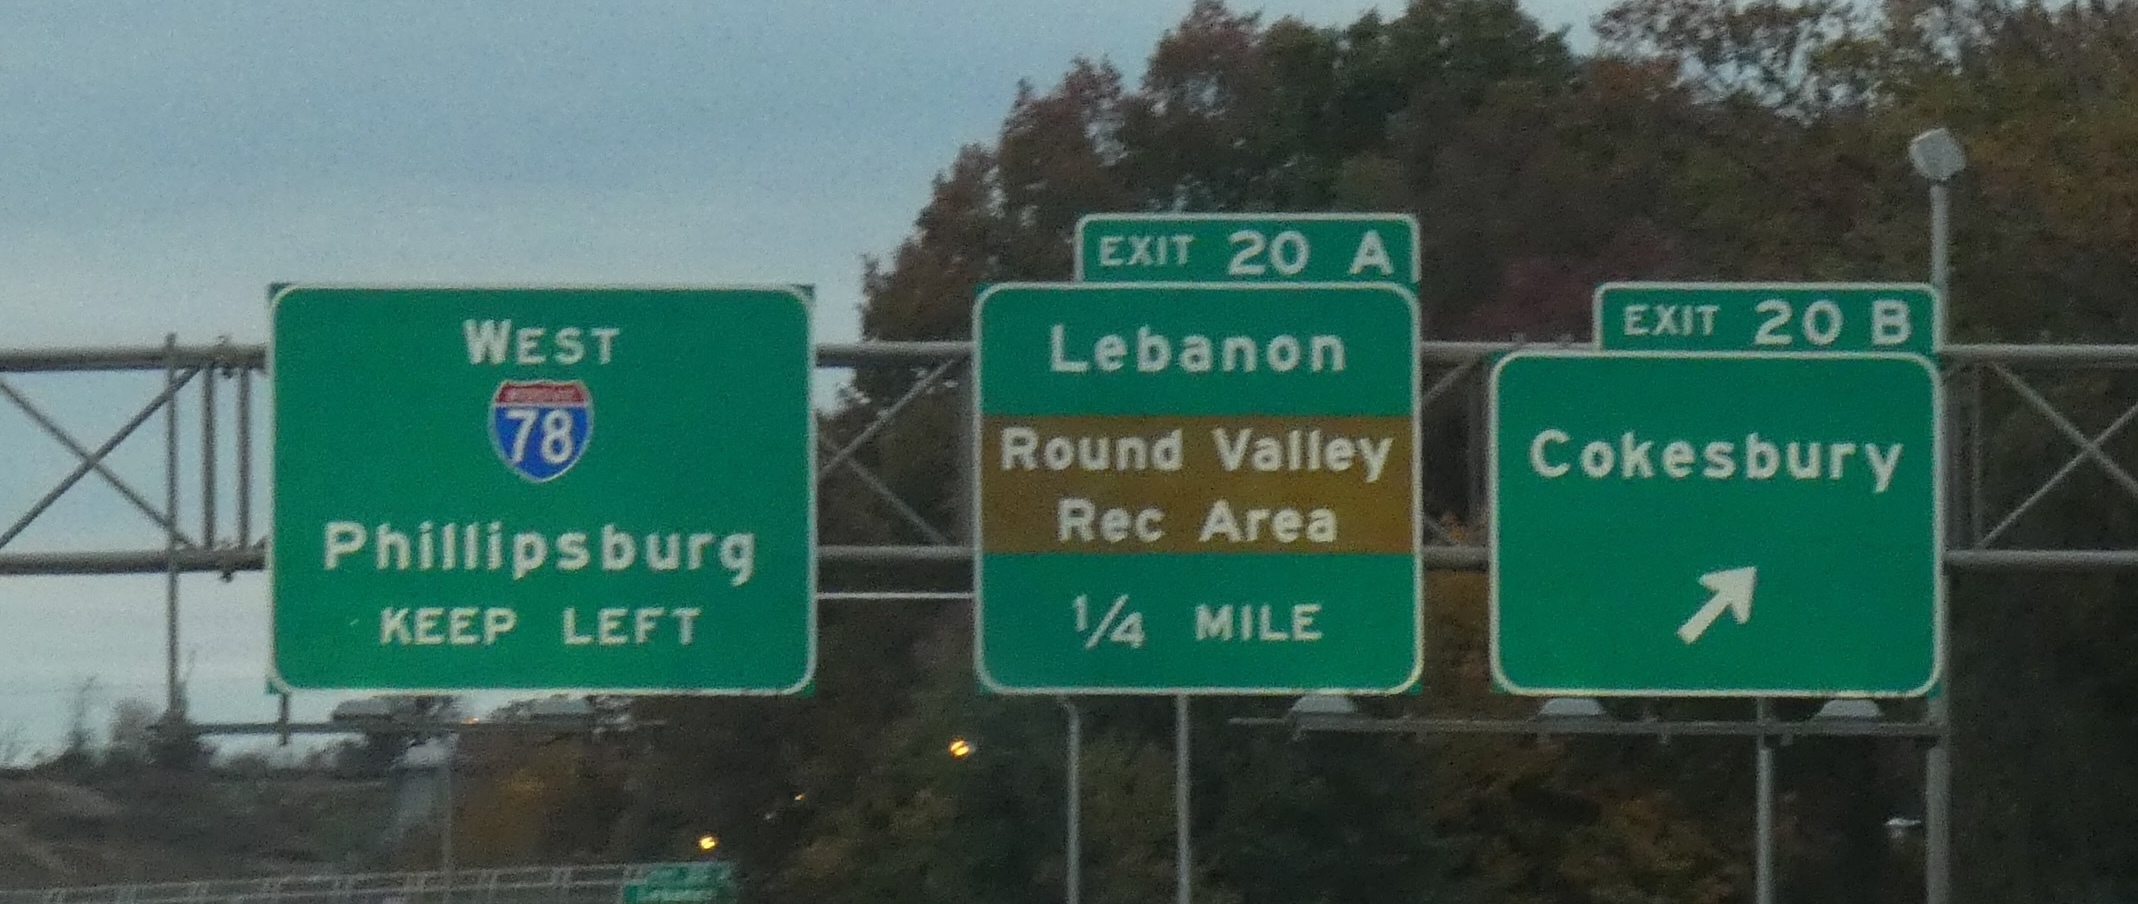 WEST
78
Phillipsburg
KEEP LEFT
EXIT 20 A
Lebanon
Round Valley
Rec Area
1/4 MILE
EXIT 20 B
Cokesbury